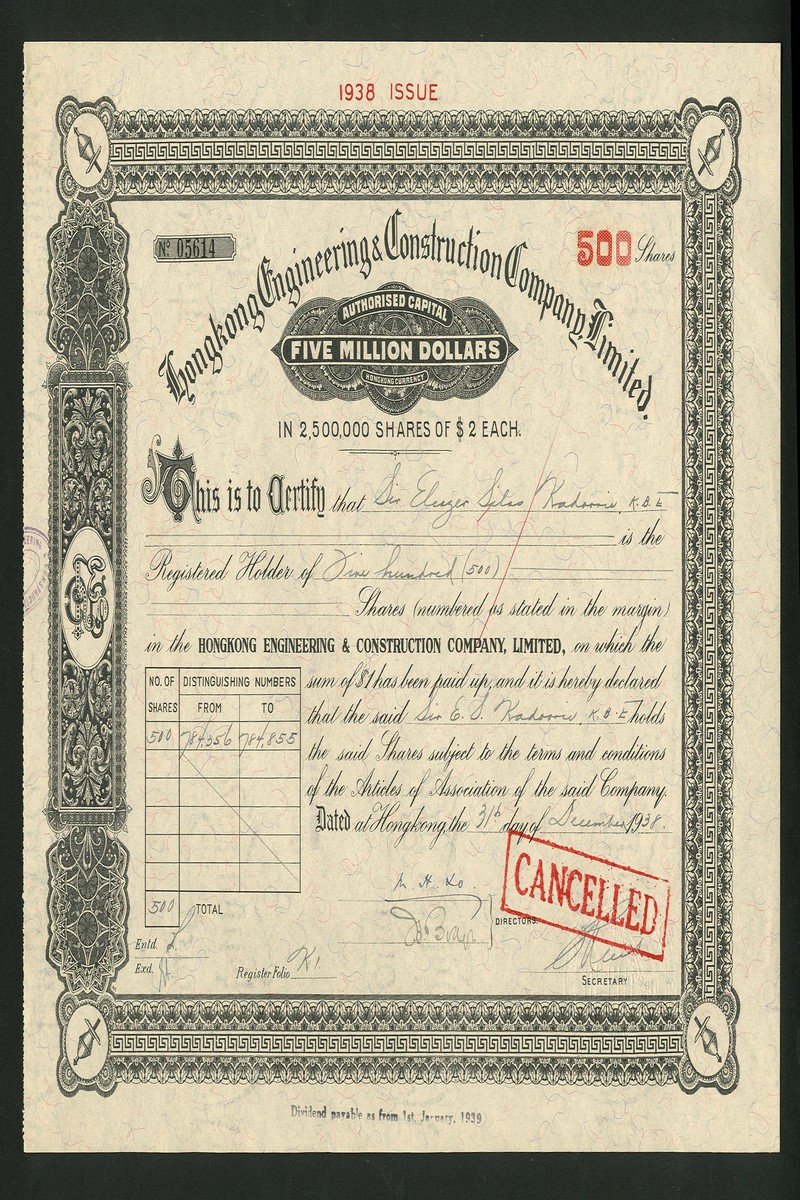 1938 ISSUE
Nº 05614
500 Shares
Hongkong Engineering & Construction Company, Limited.
AUTHORISED CAPITAL
FIVE MILLION DOLLARS
HONGKONG CURRENCY
IN 2,500,000 SHARES OF $2 EACH.
This is to Certify that Sir Eleazer Silas Kadoorie, K.B.E
is the
Registered Holder of Five hundred (500)
Shares (numbered as stated in the margin)
in the HONGKONG ENGINEERING & CONSTRUCTION COMPANY, LIMITED, on which the
sum of $1 has been paid up, and it is hereby declared
that the said Sir E. S. Kadoorie, K.B.E holds
the said Shares subject to the terms and conditions
of the Articles of Association of the said Company.
Dated at Hongkong, the 31st day of December 1938.
NO. OF SHARES DISTINGUISHING NUMBERS
FROM TO
500 784,356 784,855
500 TOTAL
M. H. Lo.
DIRECTORS.
CANCELLED
SECRETARY
Entd.
Exd.
Register Folio K1
Dividend payable as from 1st, January, 1939